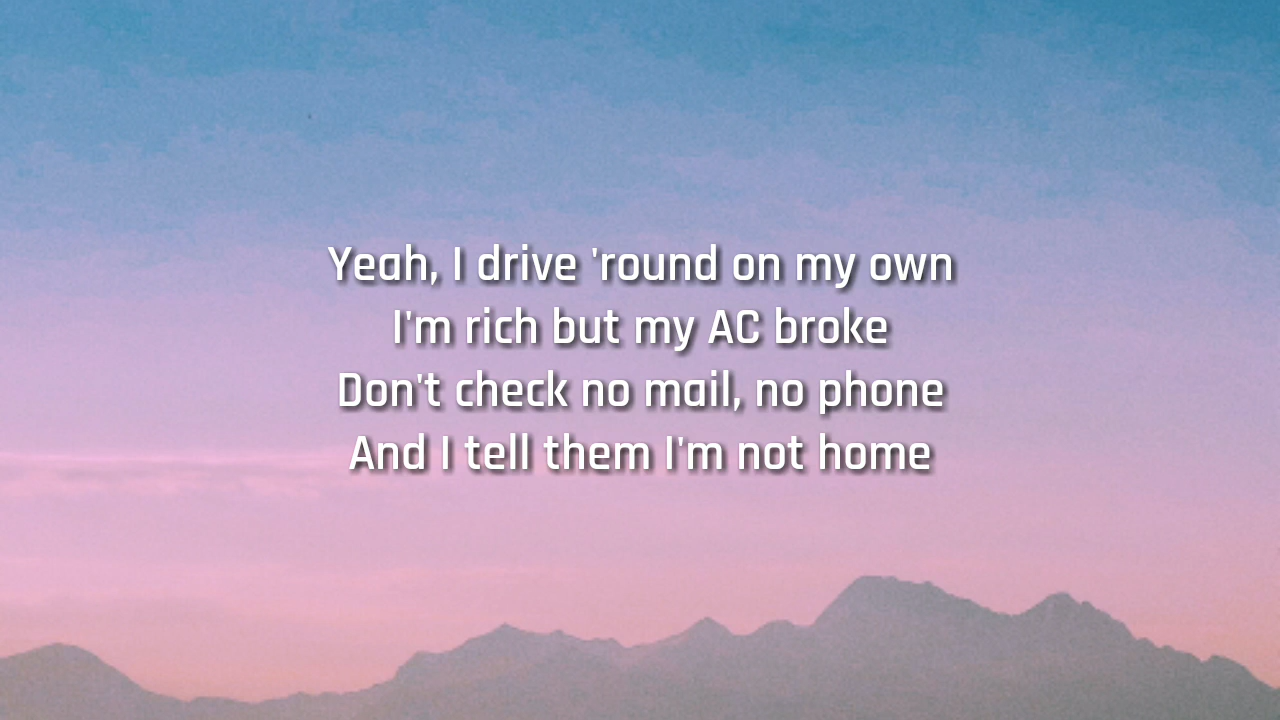 Yeah, I drive 'round on my own
I'm rich but my AC broke
Don't check no mail, no phone
And I tell them I'm not home